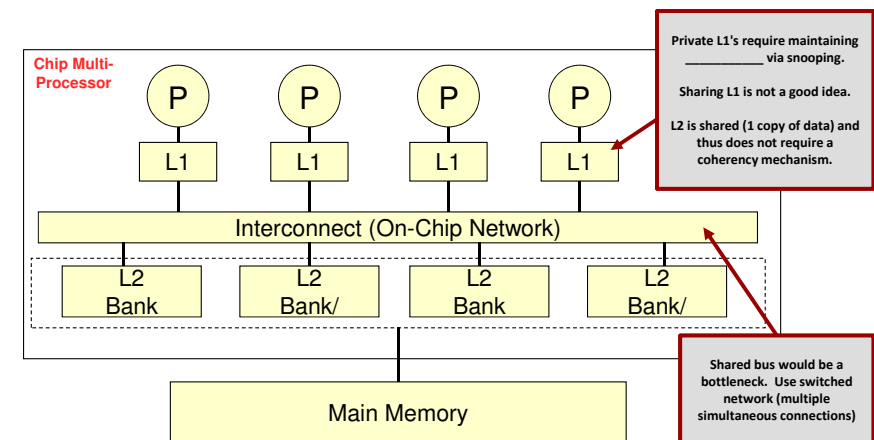 Chip Multi-
Processor
P
P
P
P
L1
L1
L1
L1
Private L1's require maintaining
___________ via snooping.
Sharing L1 is not a good idea.
L2 is shared (1 copy of data) and
thus does not require a
coherency mechanism.
Interconnect (On-Chip Network)
L2
Bank
L2
Bank/
L2
Bank
L2
Bank/
Shared bus would be a
bottleneck. Use switched
network (multiple
simultaneous connections)
Main Memory